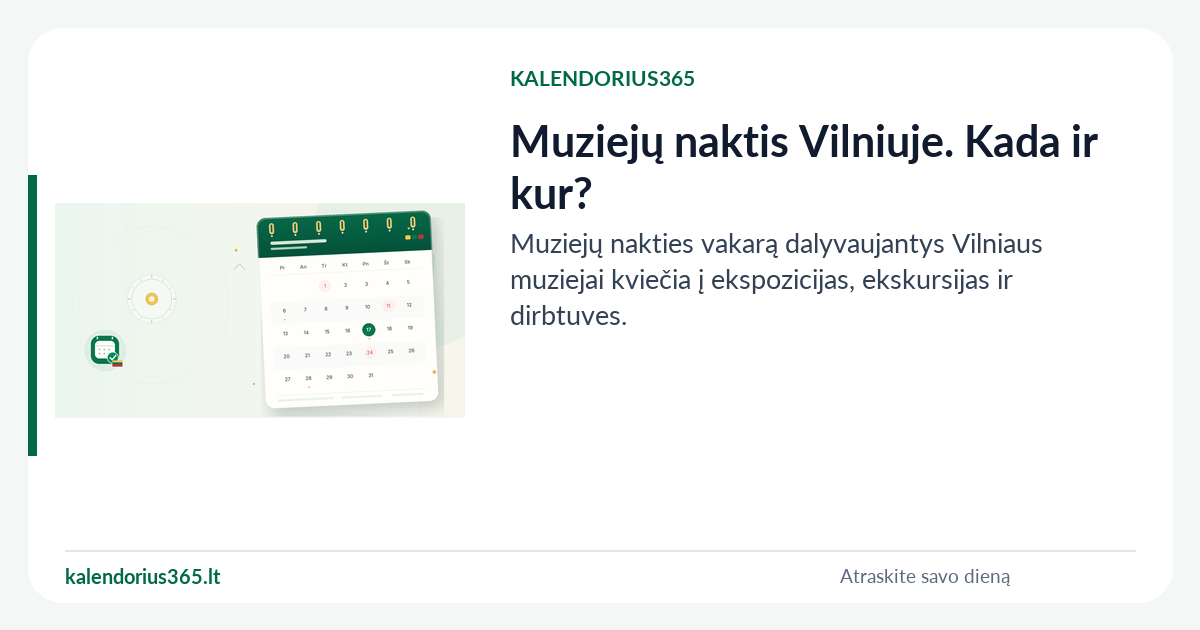 KALENDORIUS365
Muziejų naktis Vilniuje. Kada ir
kur?
Muziejų nakties vakarą dalyvaujantys Vilniaus
muziejai kviečia į ekspozicijas, ekskursijas ir
dirbtuves.
Pr An Tr Kt Pn Št Sk
1 2 3 4 5
6 7 8 9 10 11 12
13 14 15 16 17 18 19
20 21 22 23 24 25 26
27 28 29 30 31
kalendorius365.lt
Atraskite savo dieną